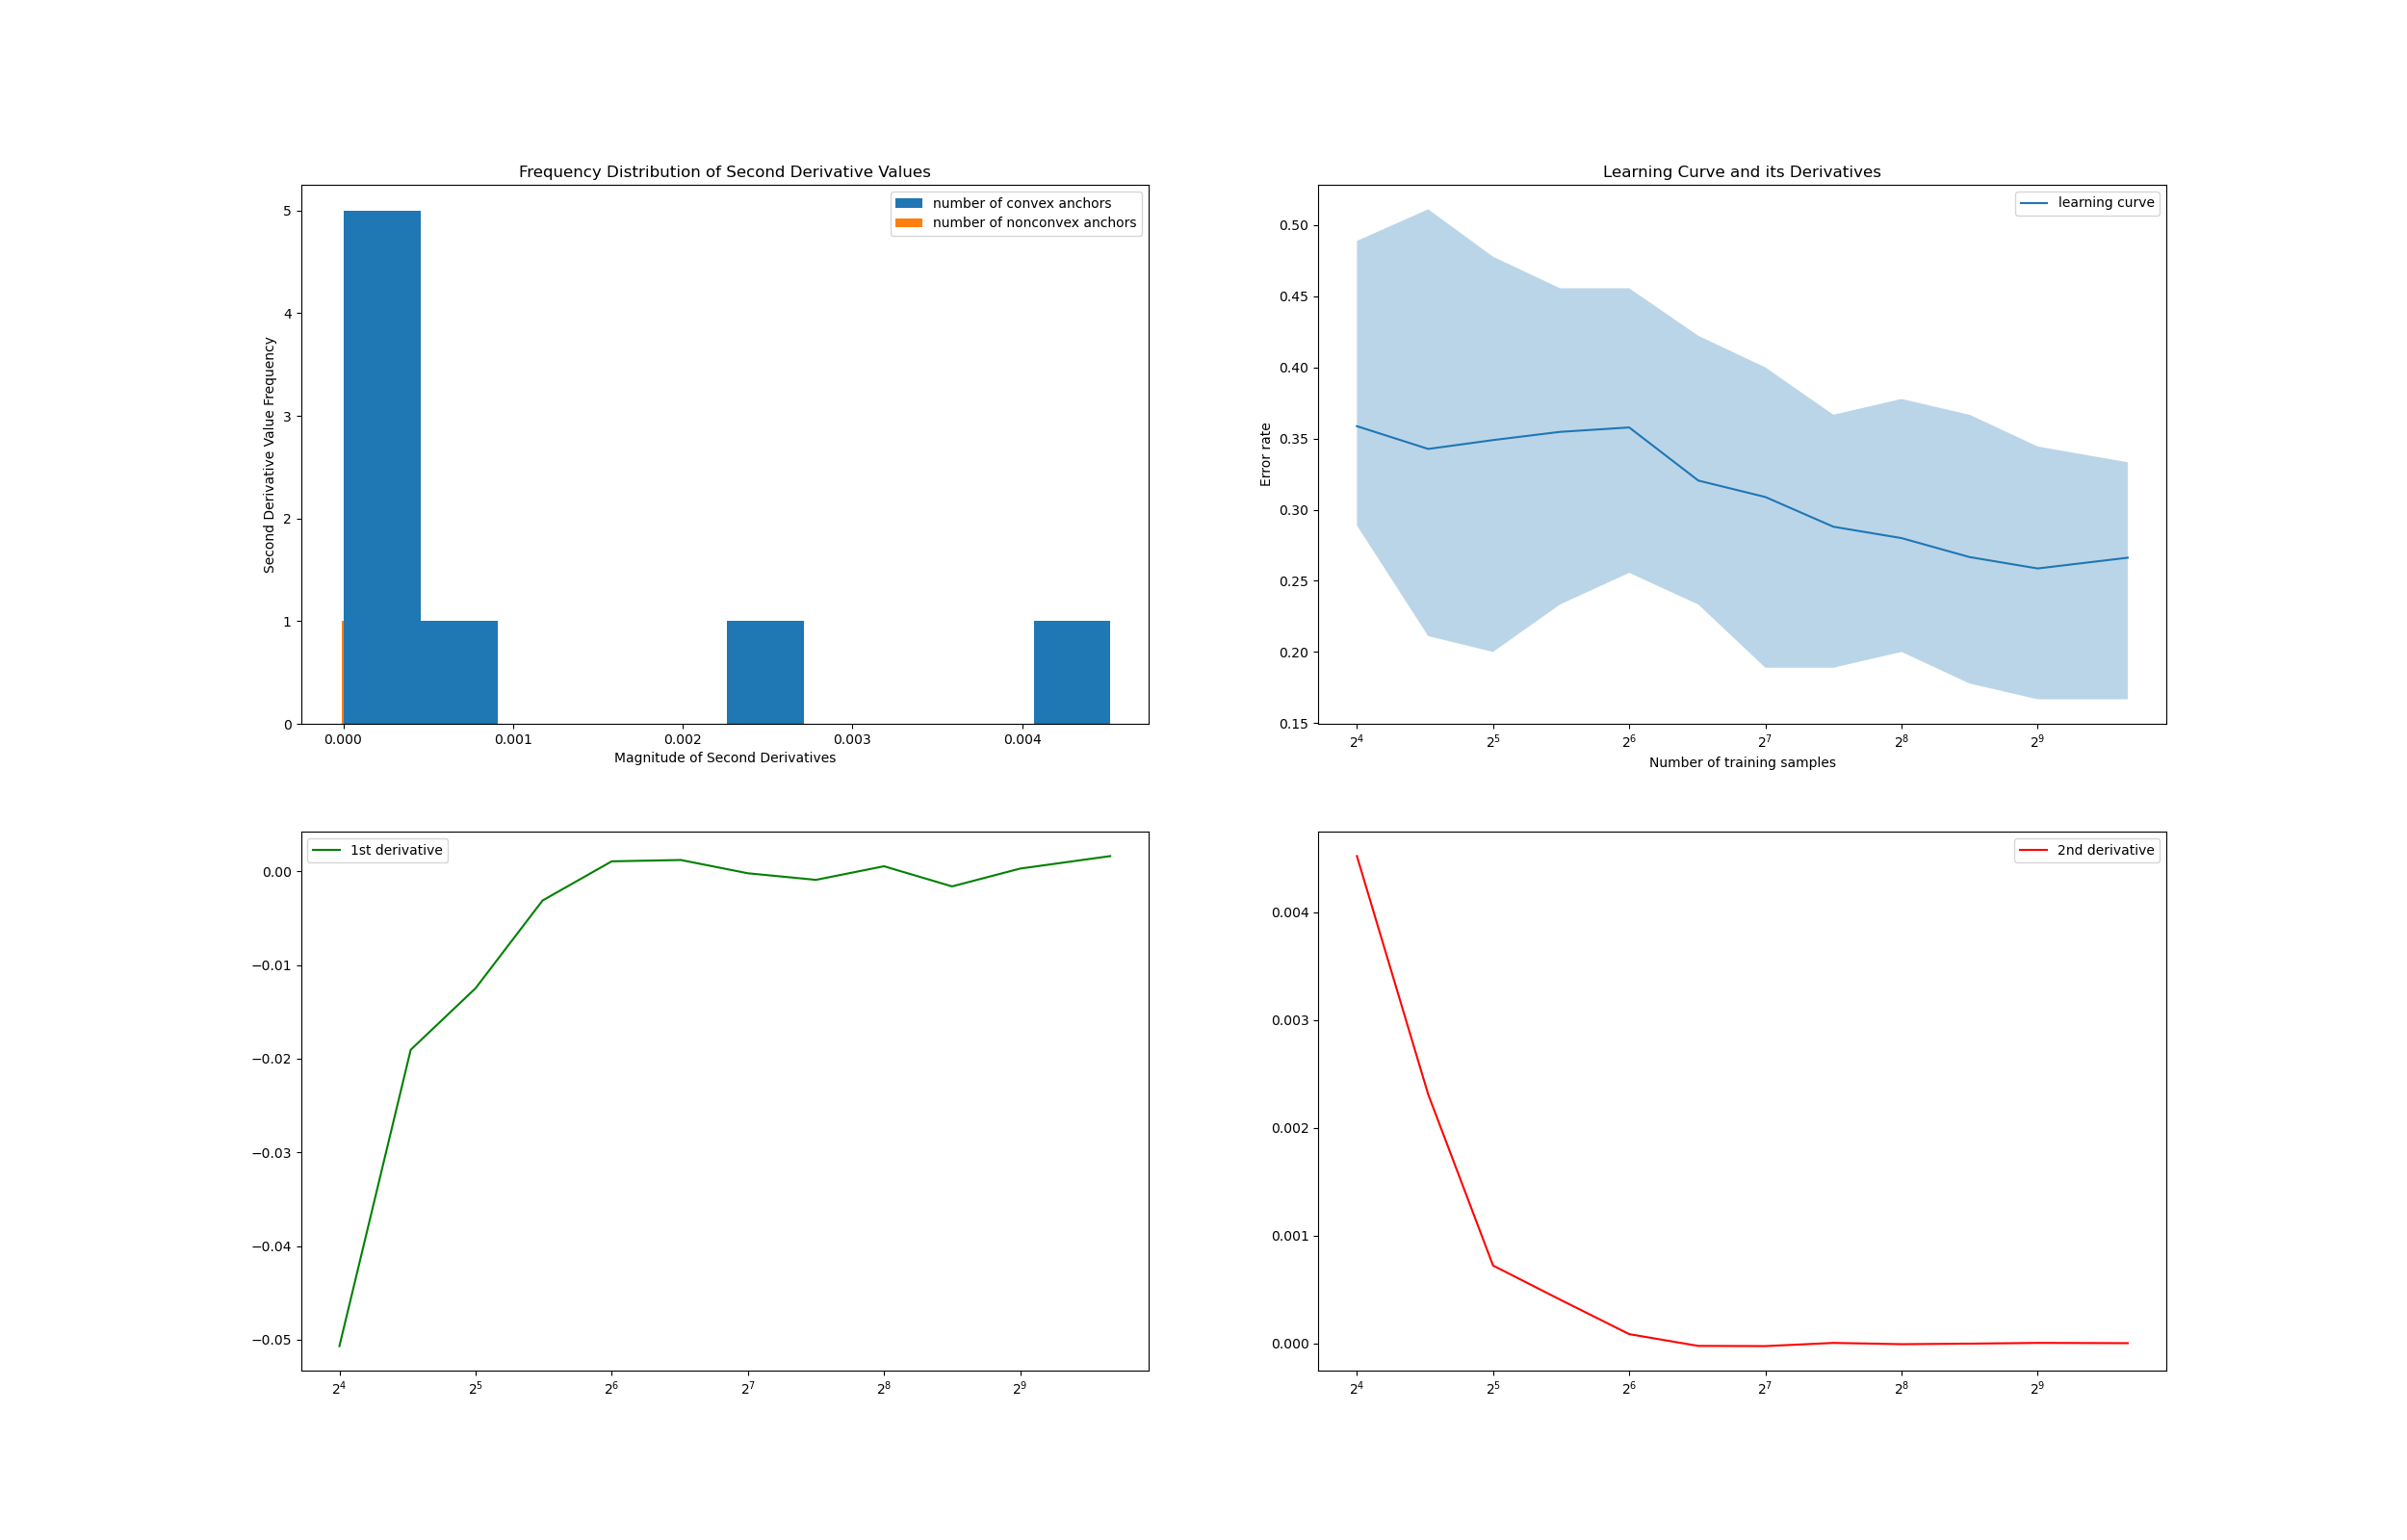 Frequency Distribution of Second Derivative Values
number of convex anchors
number of nonconvex anchors
Second Derivative Value Frequency
5
4
3
2
1
0
0.000 0.001 0.002 0.003 0.004
Magnitude of Second Derivatives
Learning Curve and its Derivatives
learning curve
Error rate
0.50
0.45
0.40
0.35
0.30
0.25
0.20
0.15
2⁴ 2⁵ 2⁶ 2⁷ 2⁸ 2⁹
Number of training samples
1st derivative
0.00
−0.01
−0.02
−0.03
−0.04
−0.05
2⁴ 2⁵ 2⁶ 2⁷ 2⁸ 2⁹
2nd derivative
0.004
0.003
0.002
0.001
0.000
2⁴ 2⁵ 2⁶ 2⁷ 2⁸ 2⁹